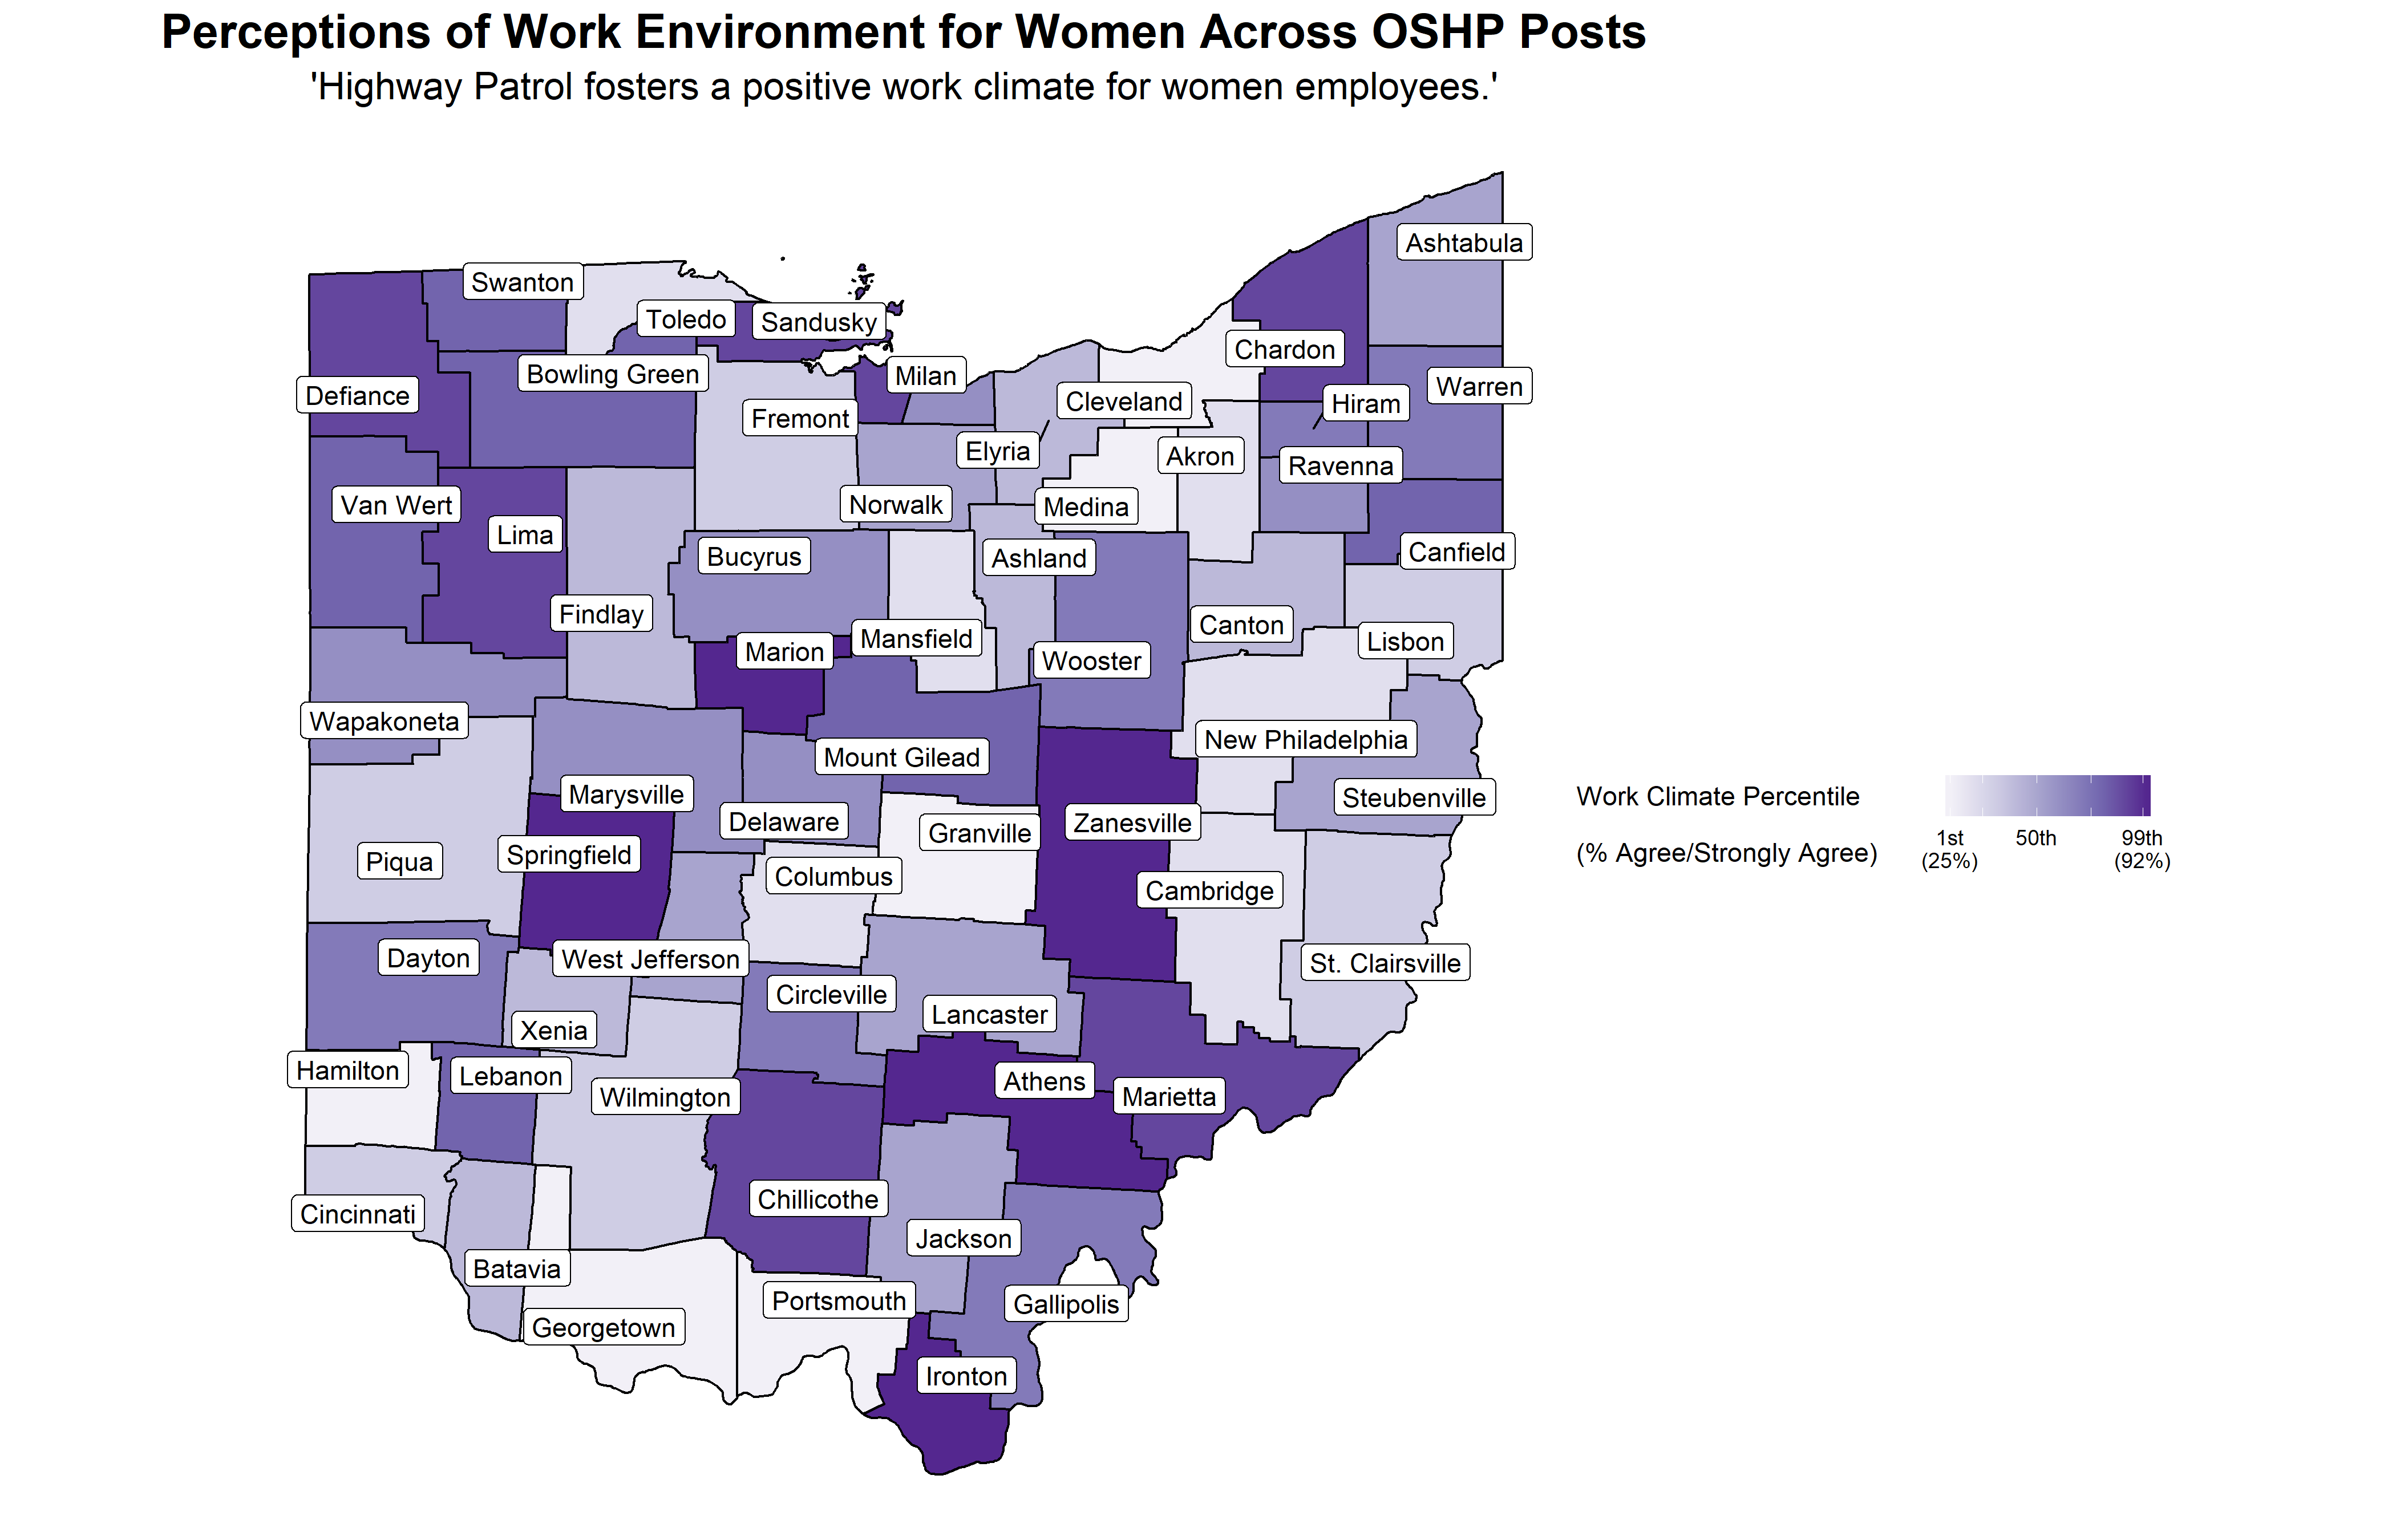 Perceptions of Work Environment for Women Across OSHP Posts
'Highway Patrol fosters a positive work climate for women employees.'
Ashtabula
Swanton
Toledo
Sandusky
Chardon
Bowling Green
Milan
Warren
Defiance
Cleveland
Hiram
Fremont
Elyria
Akron
Ravenna
Van Wert
Norwalk
Medina
Lima
Bucyrus
Ashland
Canfield
Findlay
Canton
Marion
Mansfield
Lisbon
Wooster
Wapakoneta
New Philadelphia
Mount Gilead
Marysville
Steubenville
Delaware
Granville
Zanesville
Springfield
Piqua
Columbus
Cambridge
Dayton
West Jefferson
St. Clairsville
Circleville
Lancaster
Xenia
Hamilton
Lebanon
Athens
Wilmington
Marietta
Chillicothe
Cincinnati
Jackson
Batavia
Portsmouth
Gallipolis
Georgetown
Ironton
Work Climate Percentile
(% Agree/Strongly Agree)
1st 50th 99th
(25%) (92%)